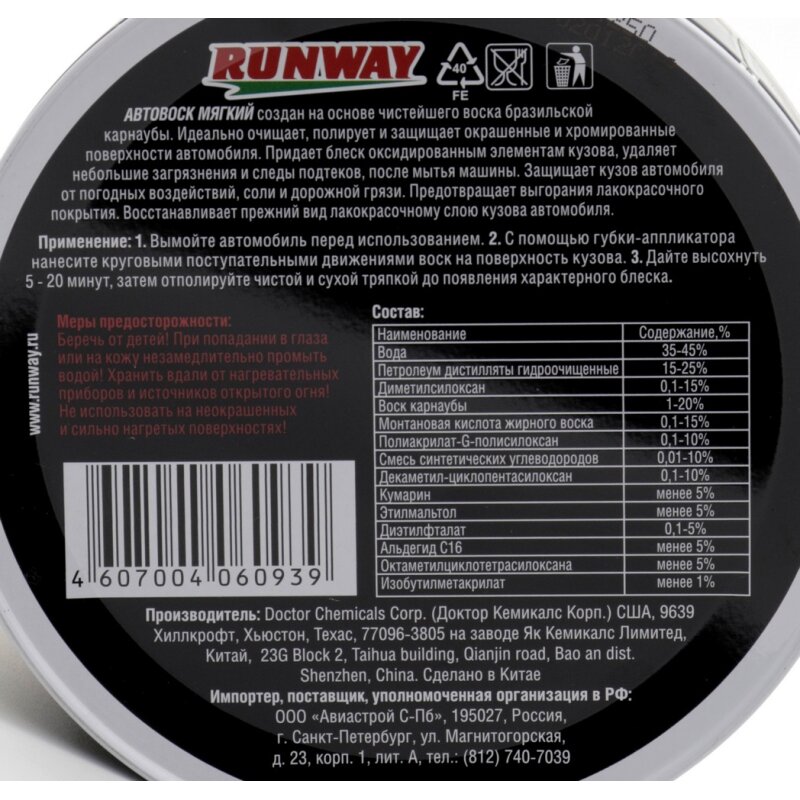 RUNWAY
40
FE
АВТОВОСК МЯГКИЙ создан на основе чистейшего воска бразильской
карнаубы. Идеально очищает, полирует и защищает окрашенные и хромированные
поверхности автомобиля. Придает блеск оксидированным элементам кузова, удаляет
небольшие загрязнения и следы подтеков, после мытья машины. Защищает кузов автомобиля
от погодных воздействий, соли и дорожной грязи. Предотвращает выгорания лакокрасочного
покрытия. Восстанавливает прежний вид лакокрасочному слою кузова автомобиля.
Применение: 1. Вымойте автомобиль перед использованием. 2. С помощью губки-аппликатора
нанесите круговыми поступательными движениями воск на поверхность кузова. 3. Дайте высохнуть
5 - 20 минут, затем отполируйте чистой и сухой тряпкой до появления характерного блеска.
www.runway.ru
Меры предосторожности:
Беречь от детей! При попадании в глаза
или на кожу незамедлительно промыть
водой! Хранить вдали от нагревательных
приборов и источников открытого огня!
Не использовать на неокрашенных
и сильно нагретых поверхностях!
4 607004 060939
Состав:
Наименование Содержание,%
Вода 35-45%
Петролеум дистилляты гидроочищенные 15-25%
Диметилсилоксан 0,1-15%
Воск карнаубы 1-20%
Монтановая кислота жирного воска 0,1-15%
Полиакрилат-G-полисилоксан 0,1-10%
Смесь синтетических углеводородов 0,01-10%
Декаметил-циклопентасилоксан 0,1-10%
Кумарин менее 5%
Этилмальтол менее 5%
Диэтилфталат 0,1-5%
Альдегид С16 менее 5%
Октаметилциклотетрасилоксана менее 5%
Изобутилметакрилат менее 1%
Производитель: Doctor Chemicals Corp. (Доктор Кемикалс Корп.) США, 9639
Хиллкрофт, Хьюстон, Техас, 77096-3805 на заводе Як Кемикалс Лимитед,
Китай, 23G Block 2, Taihua building, Qianjin road, Bao an dist.
Shenzhen, China. Сделано в Китае
Импортер, поставщик, уполномоченная организация в РФ:
ООО «Авиастрой С-Пб», 195027, Россия,
г. Санкт-Петербург, ул. Магнитогорская,
д. 23, корп. 1, лит. А, тел.: (812) 740-7039